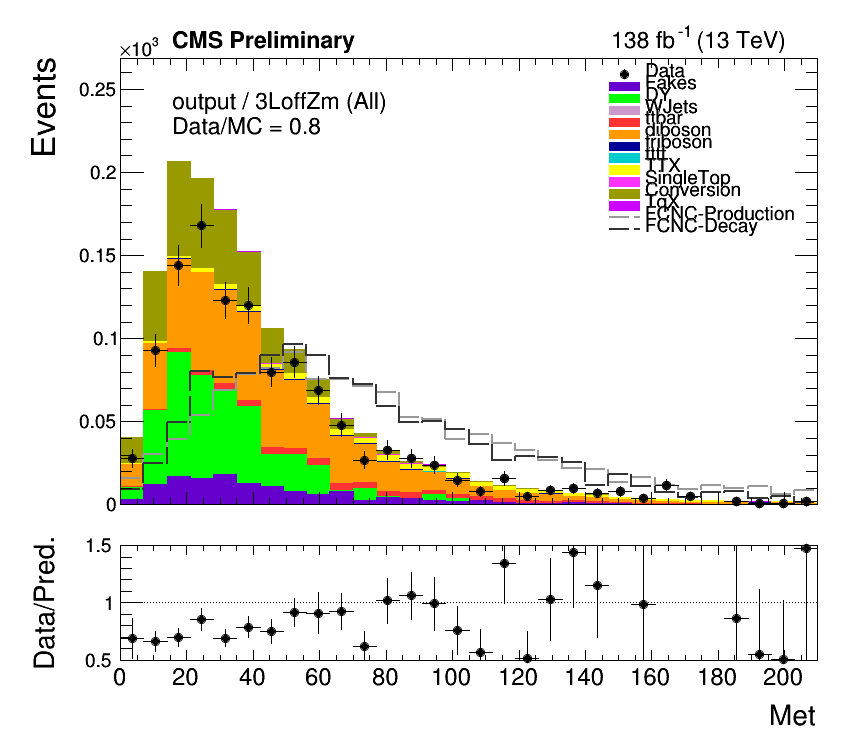 ×10³ CMS Preliminary 138 fb⁻¹ (13 TeV)
Events
output / 3LoffZm (All)
Data/MC = 0.8
Data
Fakes
DY
WJets
ttbar
diboson
triboson
tttt
TTX
SingleTop
Conversion
TqX
FCNC-Production
FCNC-Decay
0.25
0.2
0.15
0.1
0.05
0
Data/Pred.
1.5
1
0.5
0 20 40 60 80 100 120 140 160 180 200
Met